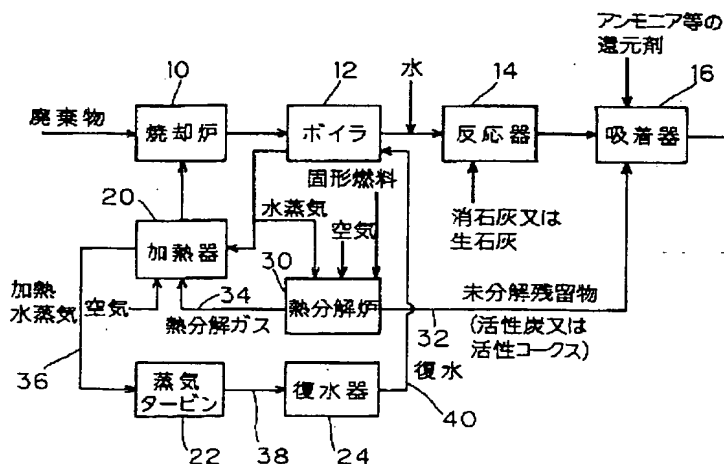 アンモニア等の
還元剤
10
12
水
14
16
廃棄物
焼却炉
ボイラ
反応器
吸着器
固形燃料
20
水蒸気
空気
消石灰又は
生石灰
加熱器
30
加熱
水蒸気
空気
34
熱分解炉
未分解残留物
熱分解ガス
32
(活性炭又は
活性コークス)
36
復水
蒸気
タービン
復水器
22
38
24
40